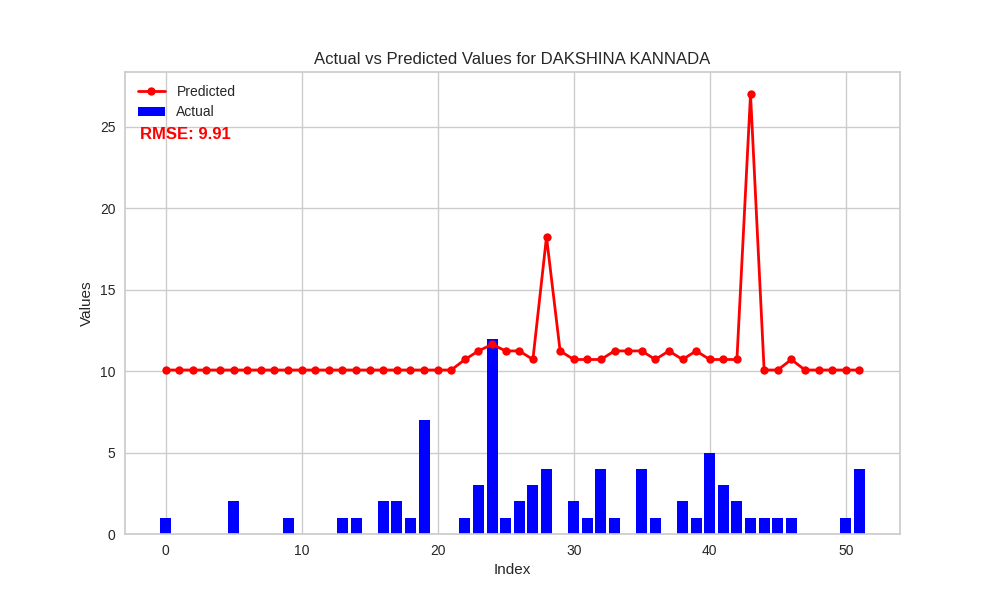 Actual vs Predicted Values for DAKSHINA KANNADA
Predicted
Actual
RMSE: 9.91
Values
25
20
15
10
5
0
0 10 20 30 40 50
Index